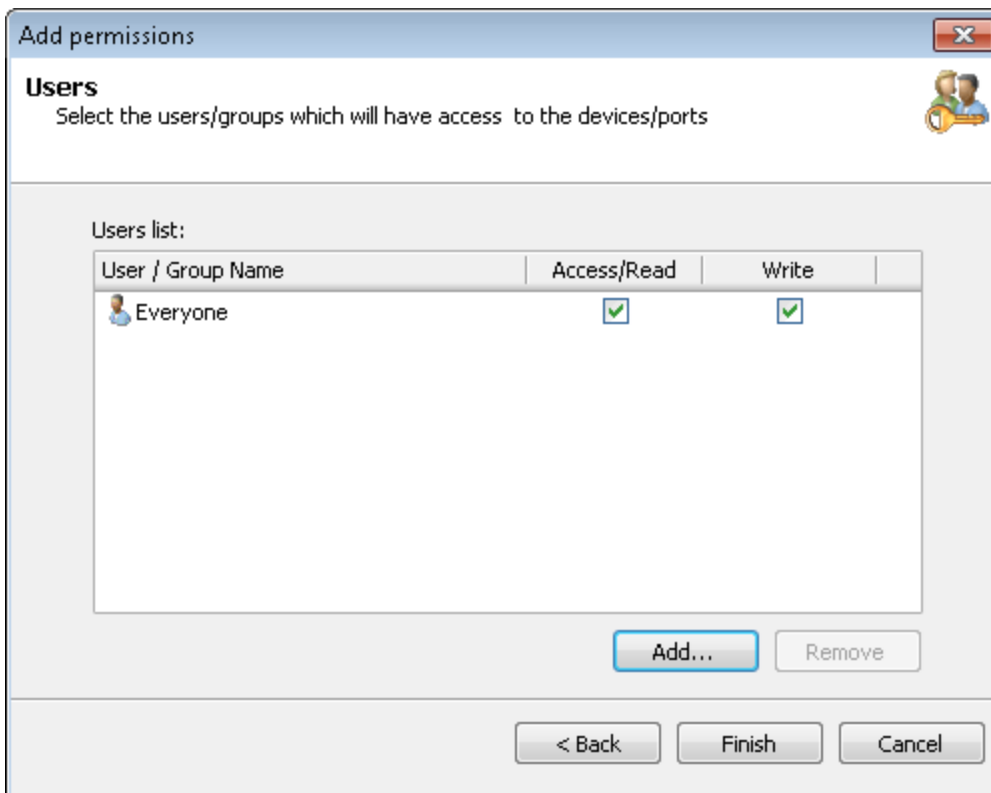 Add permissions
Users
Select the users/groups which will have access  to the devices/ports
Users list:
User / Group Name Access/Read Write
Everyone
Add... Remove
< Back Finish Cancel